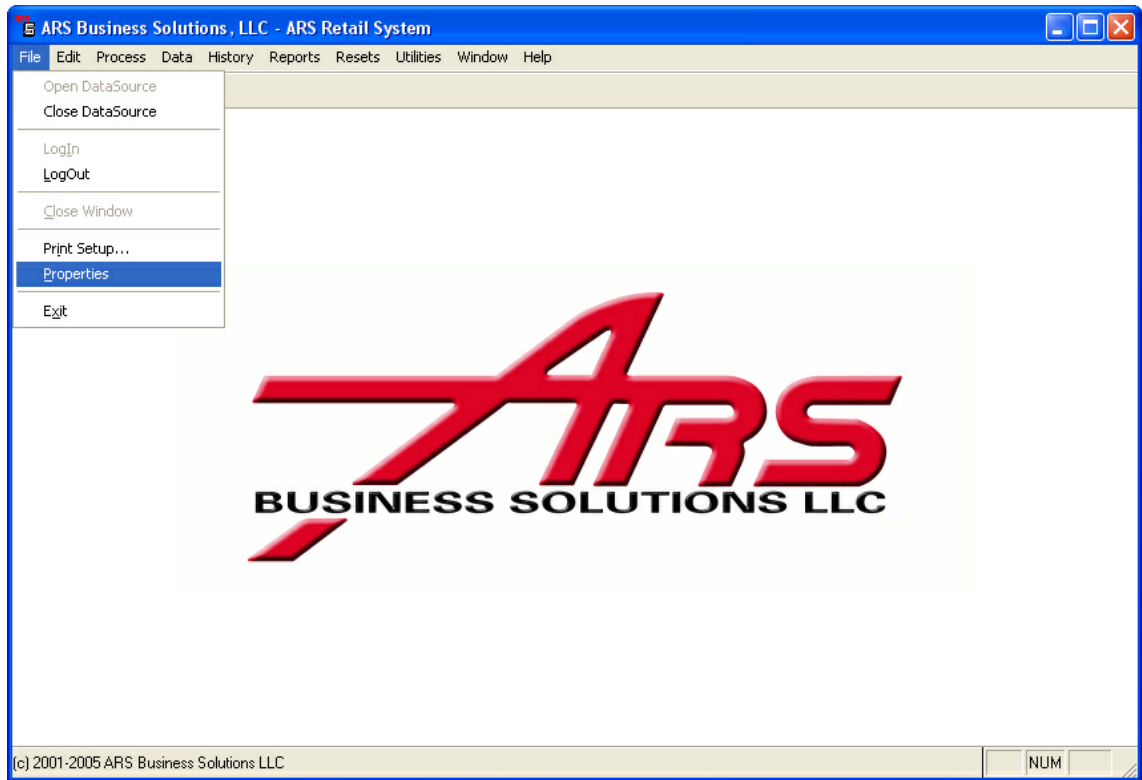 ARS Business Solutions, LLC - ARS Retail System
File Edit Process Data History Reports Resets Utilities Window Help
Open DataSource
Close DataSource
LogIn
LogOut
Close Window
Print Setup...
Properties
Exit
ARS
BUSINESS SOLUTIONS LLC
(c) 2001-2005 ARS Business Solutions LLC NUM